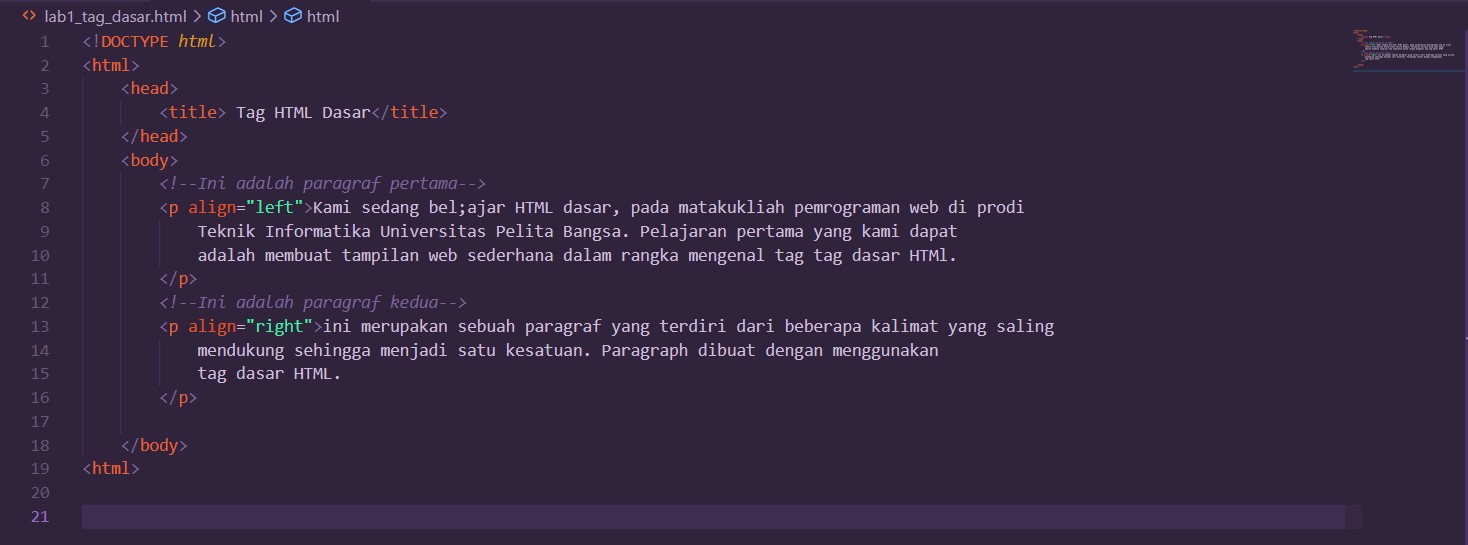 lab1_tag_dasar.html > html > html
1 <!DOCTYPE html>
2 <html>
3 <head>
4 <title> Tag HTML Dasar</title>
5 </head>
6 <body>
7 <!--Ini adalah paragraf pertama-->
8 <p align="left">Kami sedang bel;ajar HTML dasar, pada matakukliah pemrograman web di prodi
9 Teknik Informatika Universitas Pelita Bangsa. Pelajaran pertama yang kami dapat
10 adalah membuat tampilan web sederhana dalam rangka mengenal tag tag dasar HTMl.
11 </p>
12 <!--Ini adalah paragraf kedua-->
13 <p align="right">ini merupakan sebuah paragraf yang terdiri dari beberapa kalimat yang saling
14 mendukung sehingga menjadi satu kesatuan. Paragraph dibuat dengan menggunakan
15 tag dasar HTML.
16 </p>
17
18 </body>
19 <html>
20
21